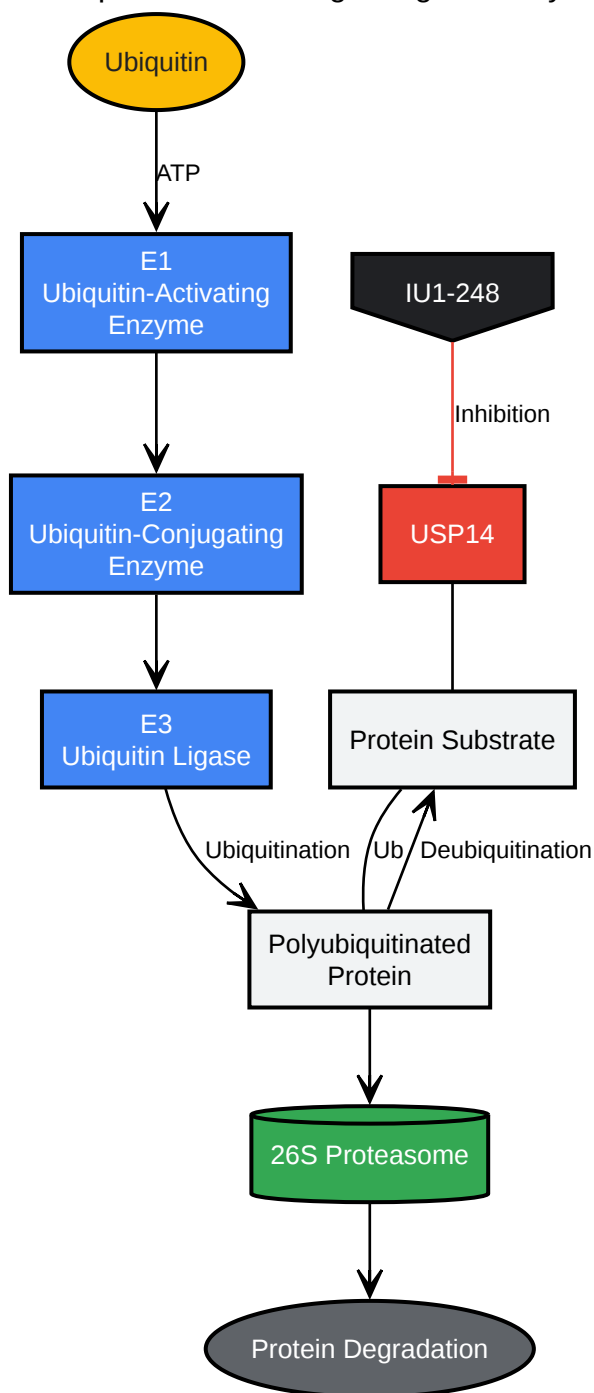 Ubiquitin
ATP
E1
Ubiquitin-Activating
Enzyme
IU1-248
Inhibition
E2
Ubiquitin-Conjugating
Enzyme
USP14
E3
Ubiquitin Ligase
Protein Substrate
Ubiquitination
Ub
Deubiquitination
Polyubiquitinated
Protein
26S Proteasome
Protein Degradation